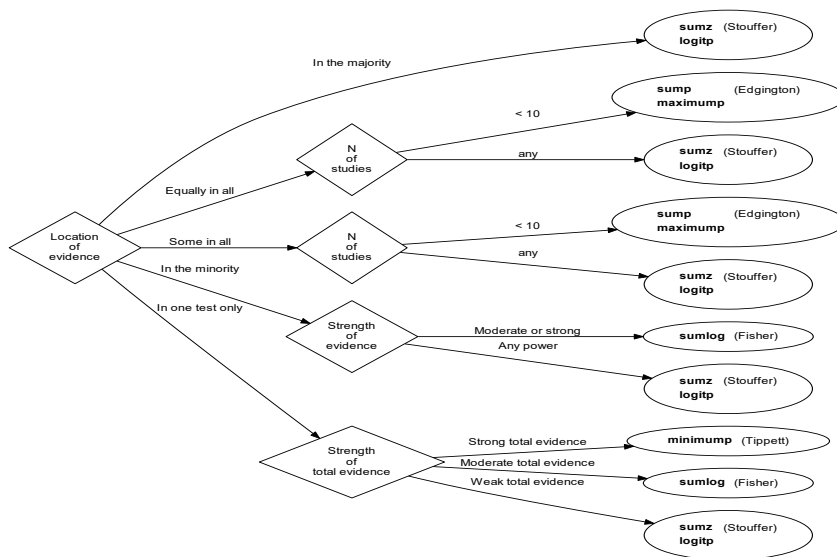 sumz (Stouffer)
logitp
In the majority
sump (Edgington)
maximump
< 10
N
of
studies
any
sumz (Stouffer)
logitp
Equally in all
Location
of
evidence
Some in all
N
of
studies
< 10
sump (Edgington)
maximump
any
sumz (Stouffer)
logitp
In the minority
In one test only
Strength
of
evidence
Moderate or strong
sumlog (Fisher)
Any power
sumz (Stouffer)
logitp
Strength
of
total evidence
Strong total evidence
minimump (Tippett)
Moderate total evidence
sumlog (Fisher)
Weak total evidence
sumz (Stouffer)
logitp